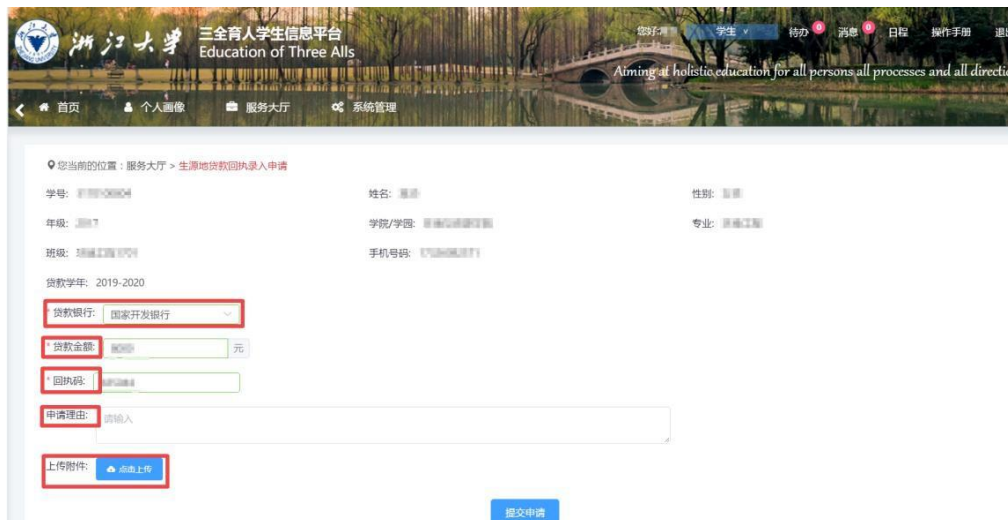 浙江大学
三全育人学生信息平台
Education of Three Alls
您好: 学生 待办 0 消息 0 日程 操作手册
Aiming at holistic education for all persons all processes and all directi
首页 个人画像 服务大厅 系统管理
您当前的位置：服务大厅 > 生源地贷款回执录入申请
学号: 姓名: 性别:
年级: 2017 学院/学园: 专业:
班级: 手机号码:
贷款学年: 2019-2020
* 贷款银行: 国家开发银行
* 贷款金额: 元
* 回执码:
申请理由: 请输入
上传附件: 点击上传
提交申请